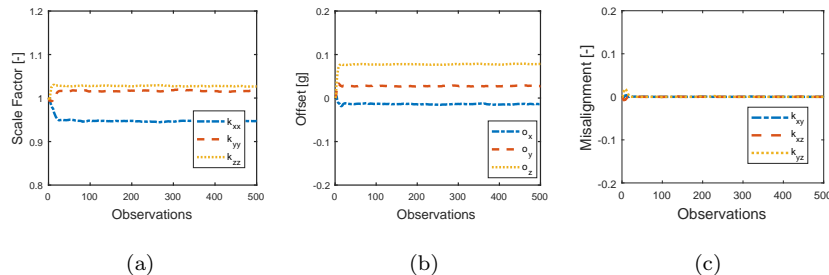 1.2
1.1
1
0.9
0.8
Scale Factor [-]
0 100 200 300 400 500
Observations
k_xx
k_yy
k_zz
(a)
0.2
0.1
0
-0.1
-0.2
Offset [g]
0 100 200 300 400 500
Observations
o_x
o_y
o_z
(b)
0.2
0.1
0
-0.1
-0.2
Misalignment [-]
0 100 200 300 400 500
Observations
k_xy
k_xz
k_yz
(c)